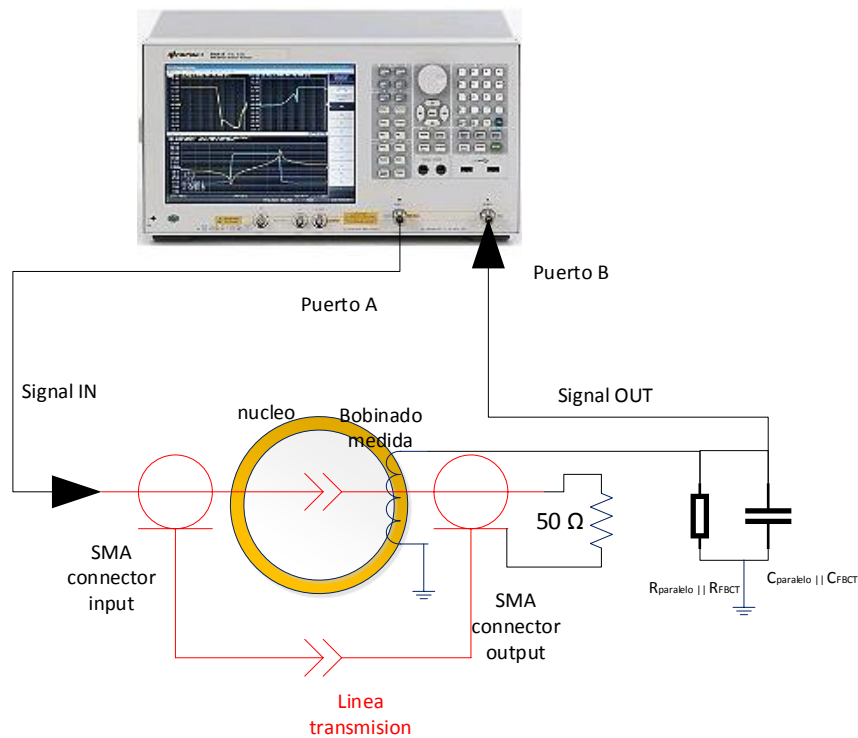 Puerto A
Puerto B
Signal IN
Signal OUT
nucleo
Bobinado
medida
50 Ω
SMA
connector
input
SMA
connector
output
Rparalelo || RFBCT
Cparalelo || CFBCT
Linea
transmision